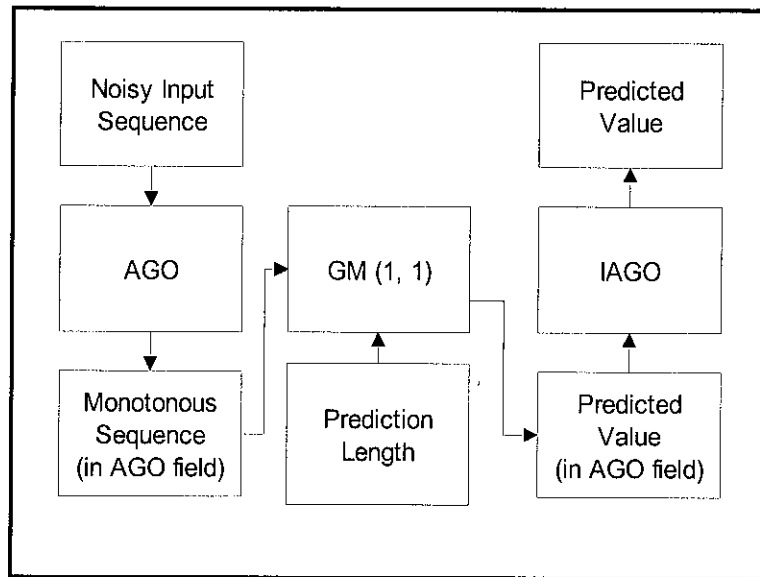 Noisy Input
Sequence
AGO
Monotonous
Sequence
(in AGO field)
GM (1, 1)
Prediction
Length
Predicted
Value
IAGO
Predicted
Value
(in AGO field)